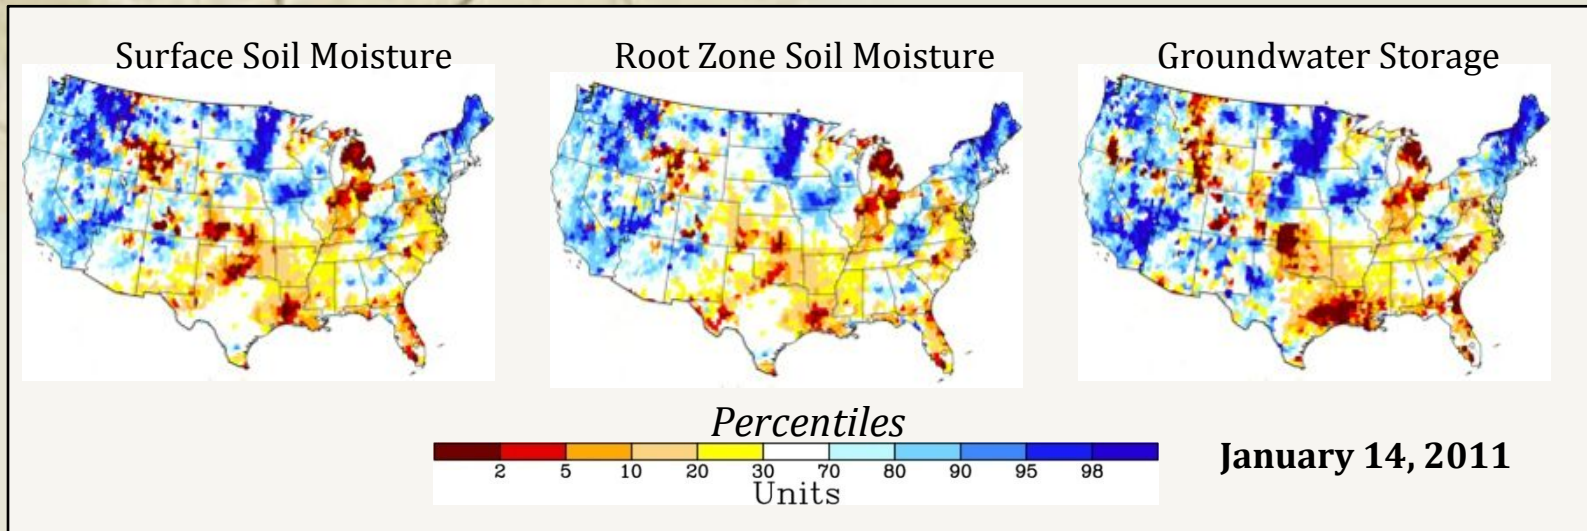 Surface Soil Moisture
Root Zone Soil Moisture
Groundwater Storage
Percentiles
2 5 10 20 30 70 80 90 95 98
Units
January 14, 2011